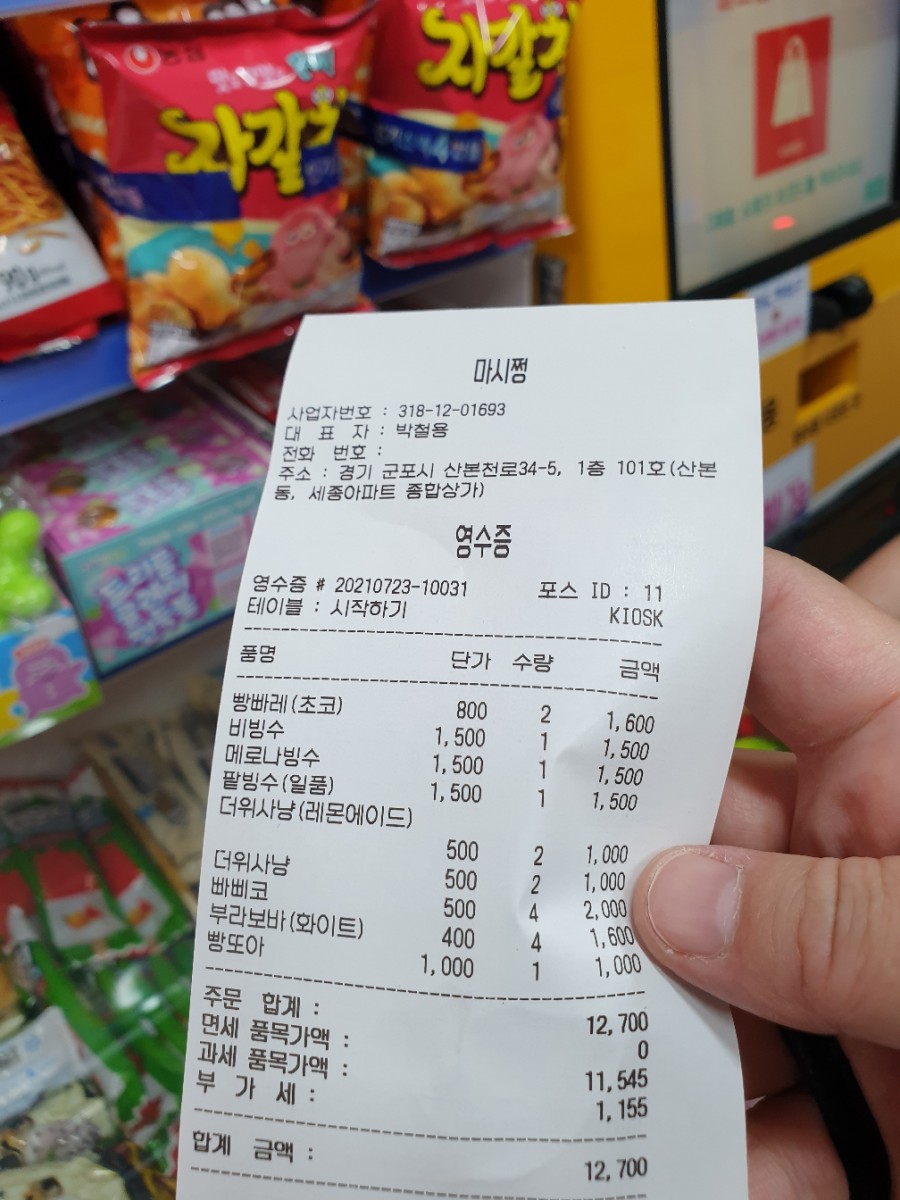 농심
자갈치
자갈치
90g
마시쩡
사업자번호 : 318-12-01693
대 표 자 : 박철용
전화 번호 :
주소 : 경기 군포시 산본천로34-5, 1층 101호(산본
동, 세종아파트 종합상가)
영수증
영수증 # 20210723-10031 포스 ID : 11
테이블 : 시작하기 KIOSK
품명 단가 수량 금액
빵빠레(초코) 800 2 1,600
비빙수 1,500 1 1,500
메로나빙수 1,500 1 1,500
팥빙수(일품) 1,500 1 1,500
더위사냥(레몬에이드)
500 2 1,000
더위사냥 500 2 1,000
빠삐코 500 4 2,000
부라보바(화이트) 400 4 1,600
빵또아 1,000 1 1,000
주문 합계 : 12,700
면세 품목가액 : 0
과세 품목가액 : 11,545
부 가 세 : 1,155
합계 금액 : 12,700